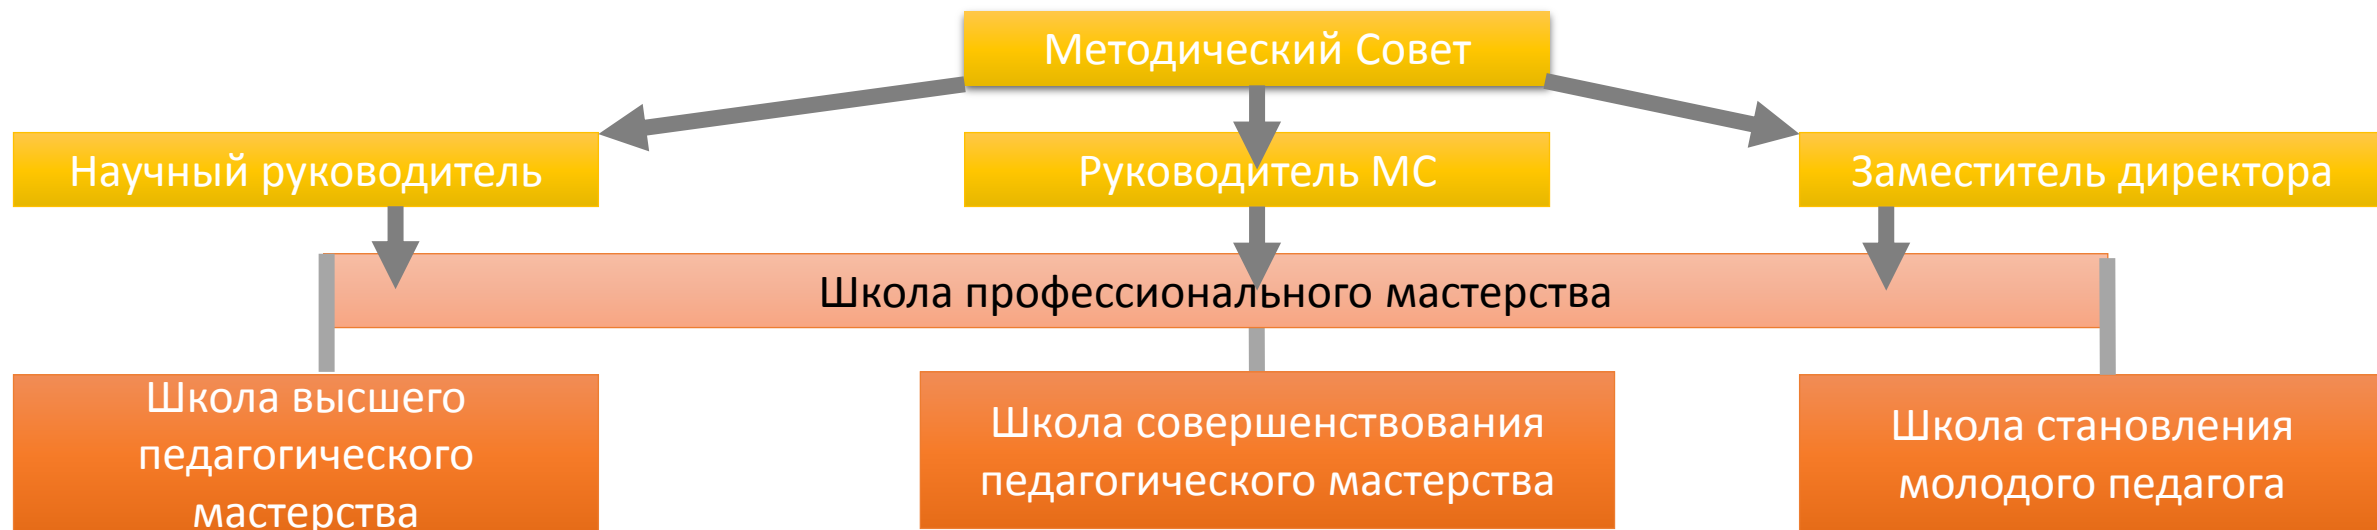 Методический Совет
Научный руководитель
Руководитель МС
Заместитель директора
Школа профессионального мастерства
Школа высшего
педагогического
мастерства
Школа совершенствования
педагогического мастерства
Школа становления
молодого педагога